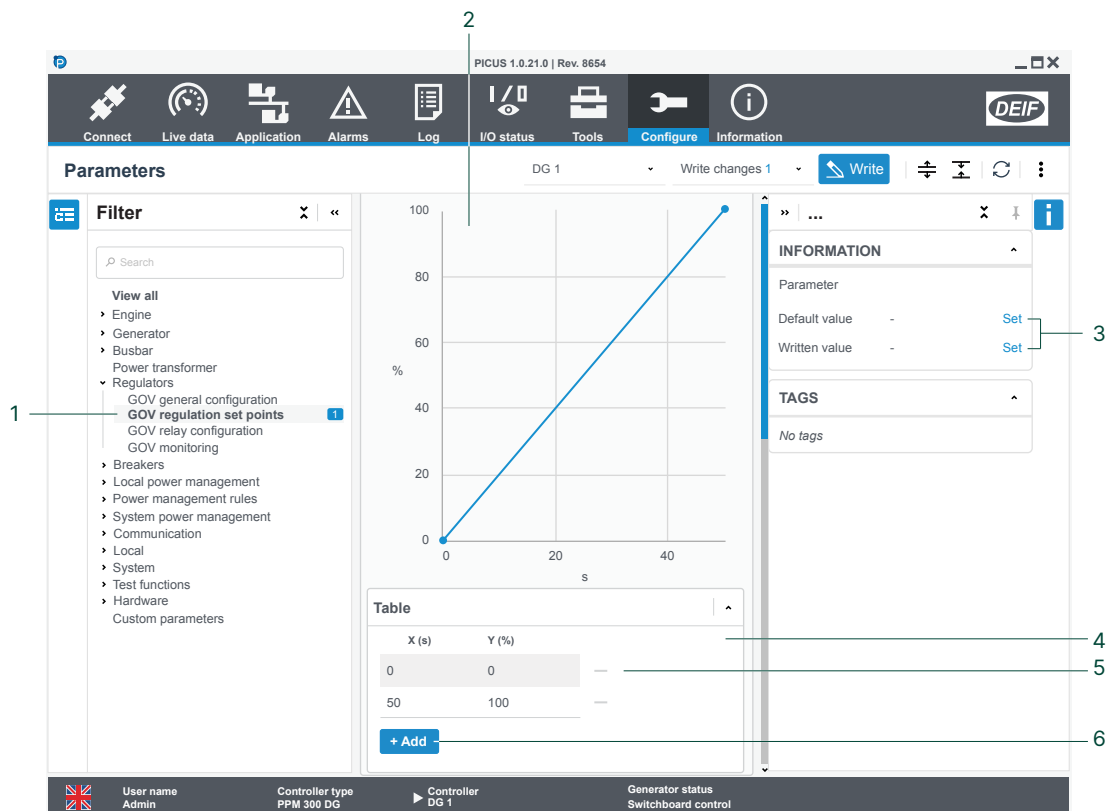 2
PICUS 1.0.21.0 | Rev. 8654
Connect Live data Application Alarms Log I/O status Tools Configure Information
DEIF
Parameters
DG 1
Write changes 1
Write
Filter
Search
View all
Engine
Generator
Busbar
Power transformer
Regulators
GOV general configuration
1
GOV regulation set points 1
GOV relay configuration
GOV monitoring
Breakers
Local power management
Power management rules
System power management
Communication
Local
System
Test functions
Hardware
Custom parameters
100
80
60
%
40
20
0
0 20 40
s
Table
X (s) Y (%)
0 0
50 100
+ Add
...
INFORMATION
Parameter
Default value - Set
Written value - Set
3
TAGS
No tags
4
5
6
User name
Admin
Controller type
PPM 300 DG
Controller
DG 1
Generator status
Switchboard control